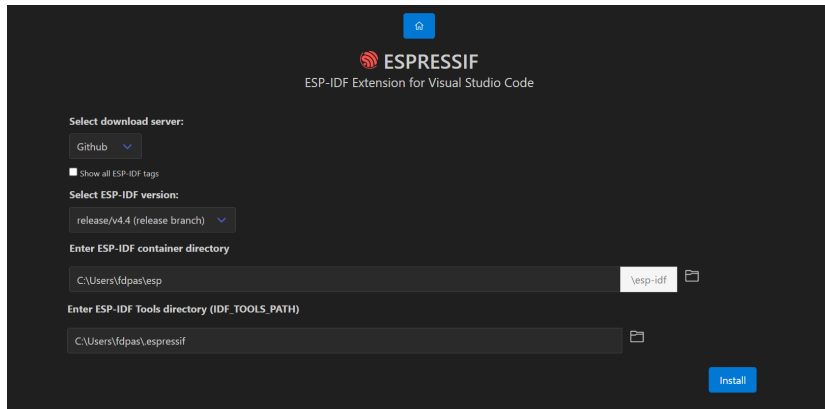 ESPRESSIF
ESP-IDF Extension for Visual Studio Code
Select download server:
Github
Show all ESP-IDF tags
Select ESP-IDF version:
release/v4.4 (release branch)
Enter ESP-IDF container directory
C:\Users\fdpas\esp \esp-idf
Enter ESP-IDF Tools directory (IDF_TOOLS_PATH)
C:\Users\fdpas\.espressif
Install